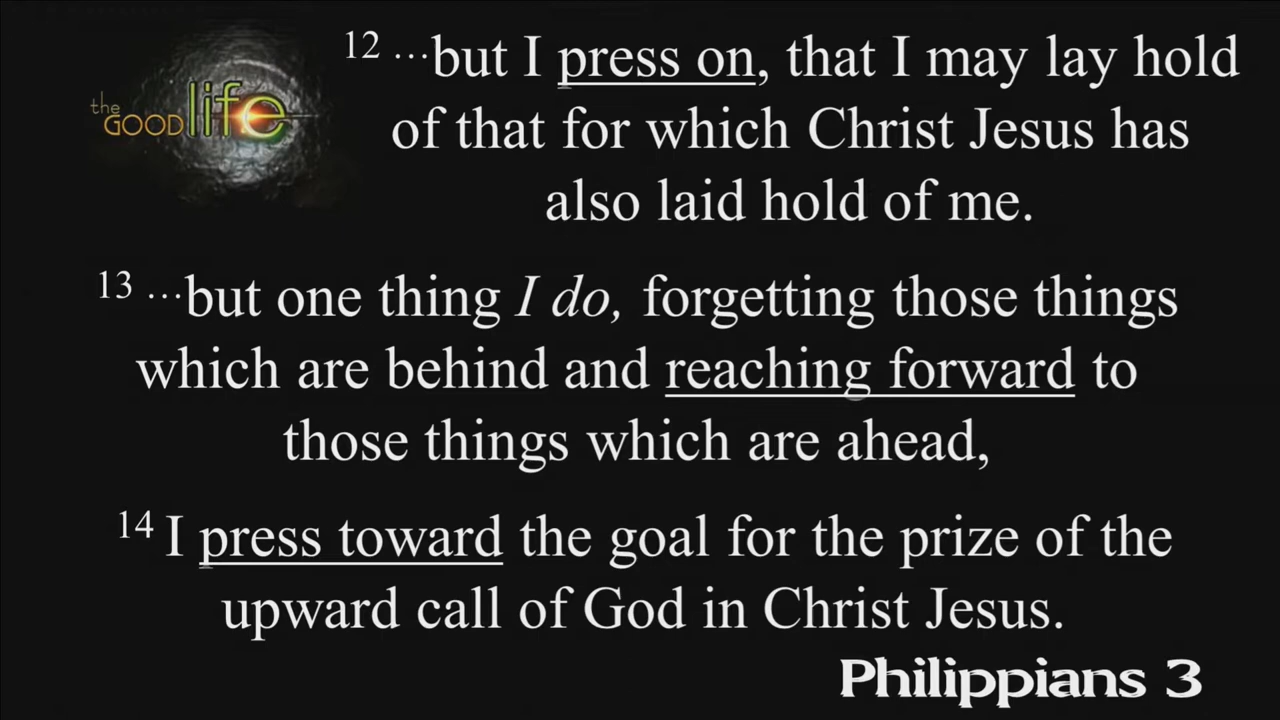 the
GOOD life
12 ...but I press on, that I may lay hold
of that for which Christ Jesus has
also laid hold of me.
13 ...but one thing I do, forgetting those things
which are behind and reaching forward to
those things which are ahead,
14 I press toward the goal for the prize of the
upward call of God in Christ Jesus.
Philippians 3